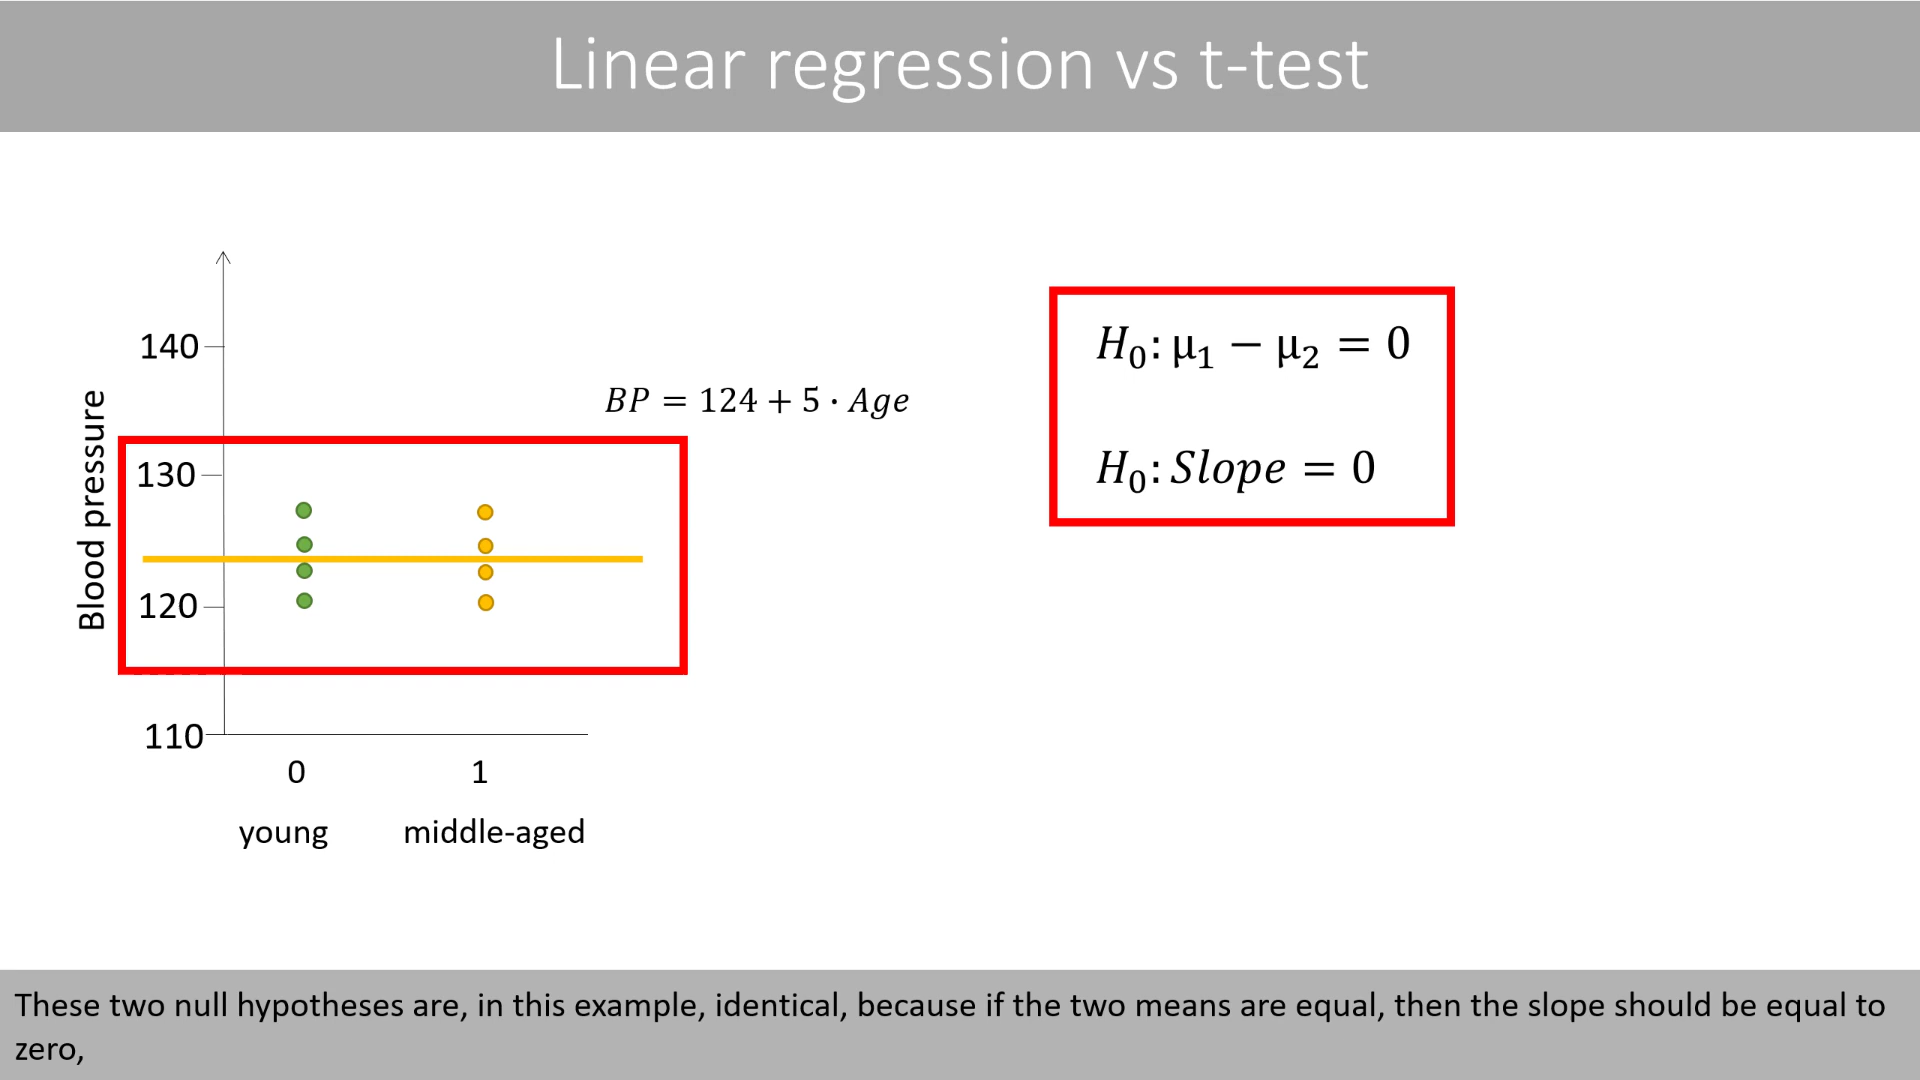 Linear regression vs t-test
140
130
120
110
Blood pressure
0 1
young middle-aged
BP = 124 + 5 · Age
H₀: μ₁ − μ₂ = 0
H₀: Slope = 0
These two null hypotheses are, in this example, identical, because if the two means are equal, then the slope should be equal to
zero,